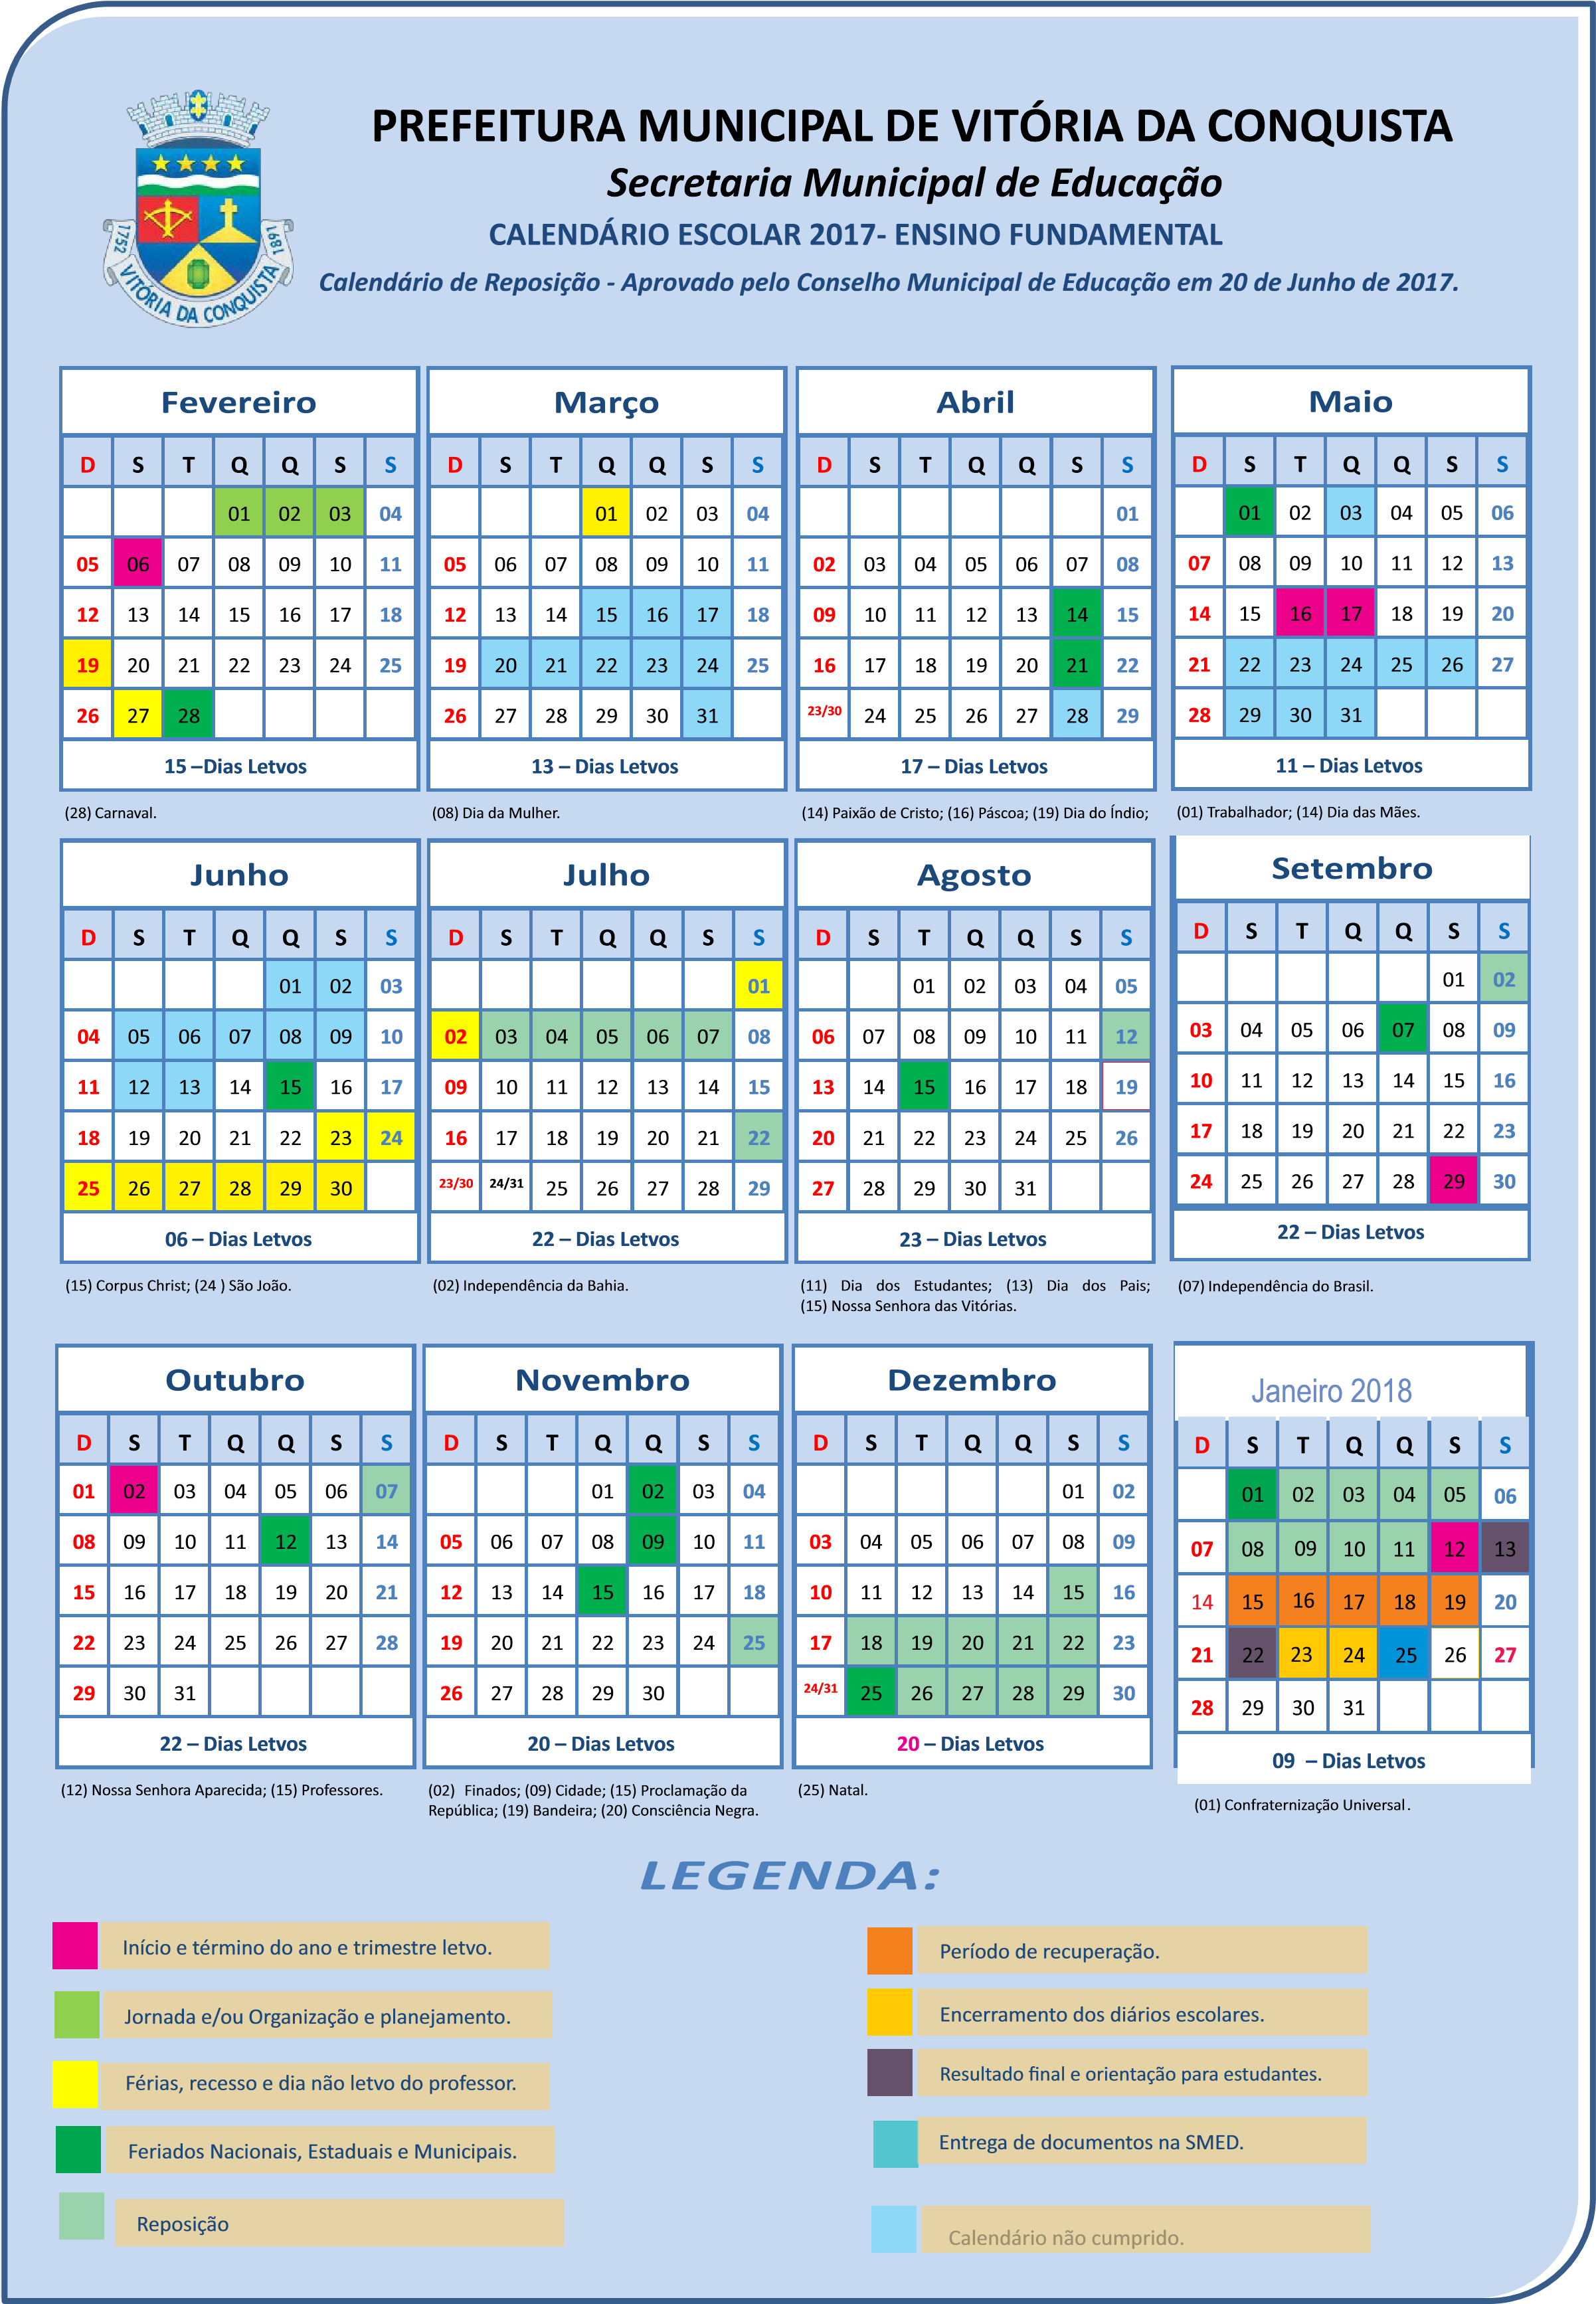 PREFEITURA MUNICIPAL DE VITÓRIA DA CONQUISTA
Secretaria Municipal de Educação
CALENDÁRIO ESCOLAR 2017- ENSINO FUNDAMENTAL
Calendário de Reposição - Aprovado pelo Conselho Municipal de Educação em 20 de Junho de 2017.
1752
1891
VITÓRIA DA CONQUISTA
Fevereiro
D S T Q Q S S
01 02 03 04
05 06 07 08 09 10 11
12 13 14 15 16 17 18
19 20 21 22 23 24 25
26 27 28
15 –Dias Letvos
(28) Carnaval.
Março
D S T Q Q S S
01 02 03 04
05 06 07 08 09 10 11
12 13 14 15 16 17 18
19 20 21 22 23 24 25
26 27 28 29 30 31
13 – Dias Letvos
(08) Dia da Mulher.
Abril
D S T Q Q S S
01
02 03 04 05 06 07 08
09 10 11 12 13 14 15
16 17 18 19 20 21 22
23/30 24 25 26 27 28 29
17 – Dias Letvos
(14) Paixão de Cristo; (16) Páscoa; (19) Dia do Índio;
Maio
D S T Q Q S S
01 02 03 04 05 06
07 08 09 10 11 12 13
14 15 16 17 18 19 20
21 22 23 24 25 26 27
28 29 30 31
11 – Dias Letvos
(01) Trabalhador; (14) Dia das Mães.
Junho
D S T Q Q S S
01 02 03
04 05 06 07 08 09 10
11 12 13 14 15 16 17
18 19 20 21 22 23 24
25 26 27 28 29 30
06 – Dias Letvos
(15) Corpus Christ; (24 ) São João.
Julho
D S T Q Q S S
01
02 03 04 05 06 07 08
09 10 11 12 13 14 15
16 17 18 19 20 21 22
23/30 24/31 25 26 27 28 29
22 – Dias Letvos
(02) Independência da Bahia.
Agosto
D S T Q Q S S
01 02 03 04 05
06 07 08 09 10 11 12
13 14 15 16 17 18 19
20 21 22 23 24 25 26
27 28 29 30 31
23 – Dias Letvos
(11) Dia dos Estudantes; (13) Dia dos Pais;
(15) Nossa Senhora das Vitórias.
Setembro
D S T Q Q S S
01 02
03 04 05 06 07 08 09
10 11 12 13 14 15 16
17 18 19 20 21 22 23
24 25 26 27 28 29 30
22 – Dias Letvos
(07) Independência do Brasil.
Outubro
D S T Q Q S S
01 02 03 04 05 06 07
08 09 10 11 12 13 14
15 16 17 18 19 20 21
22 23 24 25 26 27 28
29 30 31
22 – Dias Letvos
(12) Nossa Senhora Aparecida; (15) Professores.
Novembro
D S T Q Q S S
01 02 03 04
05 06 07 08 09 10 11
12 13 14 15 16 17 18
19 20 21 22 23 24 25
26 27 28 29 30
20 – Dias Letvos
(02) Finados; (09) Cidade; (15) Proclamação da
República; (19) Bandeira; (20) Consciência Negra.
Dezembro
D S T Q Q S S
01 02
03 04 05 06 07 08 09
10 11 12 13 14 15 16
17 18 19 20 21 22 23
24/31 25 26 27 28 29 30
20 – Dias Letvos
(25) Natal.
Janeiro 2018
D S T Q Q S S
01 02 03 04 05 06
07 08 09 10 11 12 13
14 15 16 17 18 19 20
21 22 23 24 25 26 27
28 29 30 31
09 – Dias Letvos
(01) Confraternização Universal.
LEGENDA:
Início e término do ano e trimestre letvo.
Jornada e/ou Organização e planejamento.
Férias, recesso e dia não letvo do professor.
Feriados Nacionais, Estaduais e Municipais.
Reposição
Período de recuperação.
Encerramento dos diários escolares.
Resultado final e orientação para estudantes.
Entrega de documentos na SMED.
Calendário não cumprido.